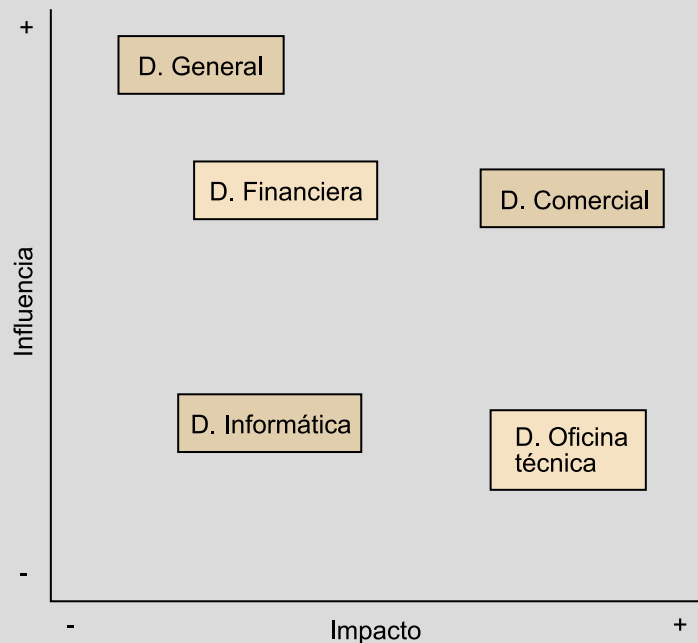 +
D. General
D. Financiera
D. Comercial
Influencia
D. Informática
D. Oficina
técnica
-
-
Impacto
+